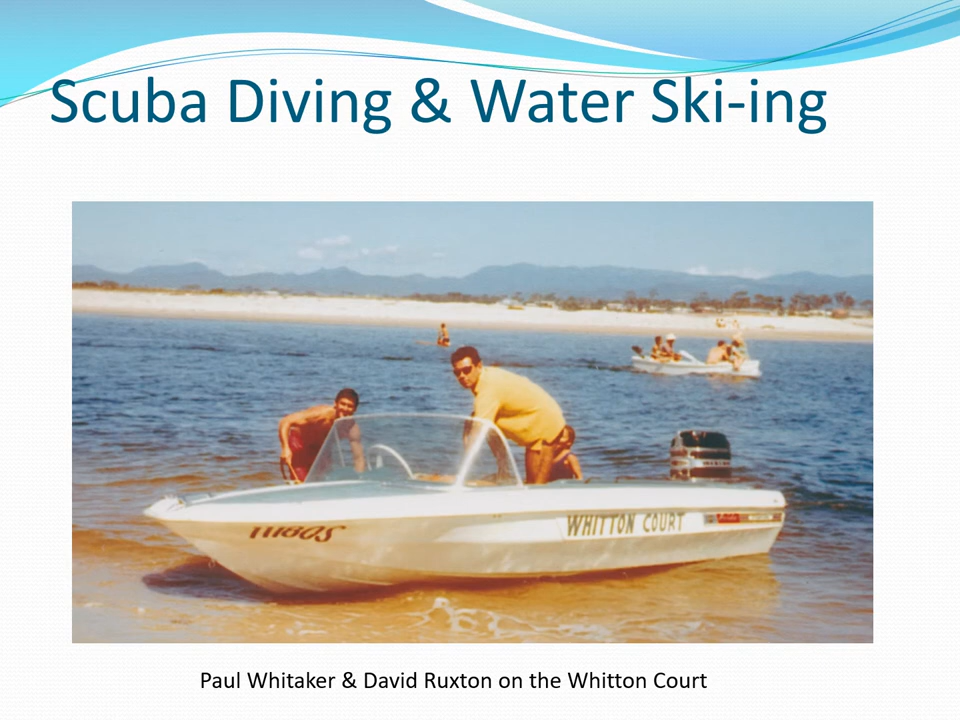 Scuba Diving & Water Ski-ing
WHITTON COURT
Paul Whitaker & David Ruxton on the Whitton Court